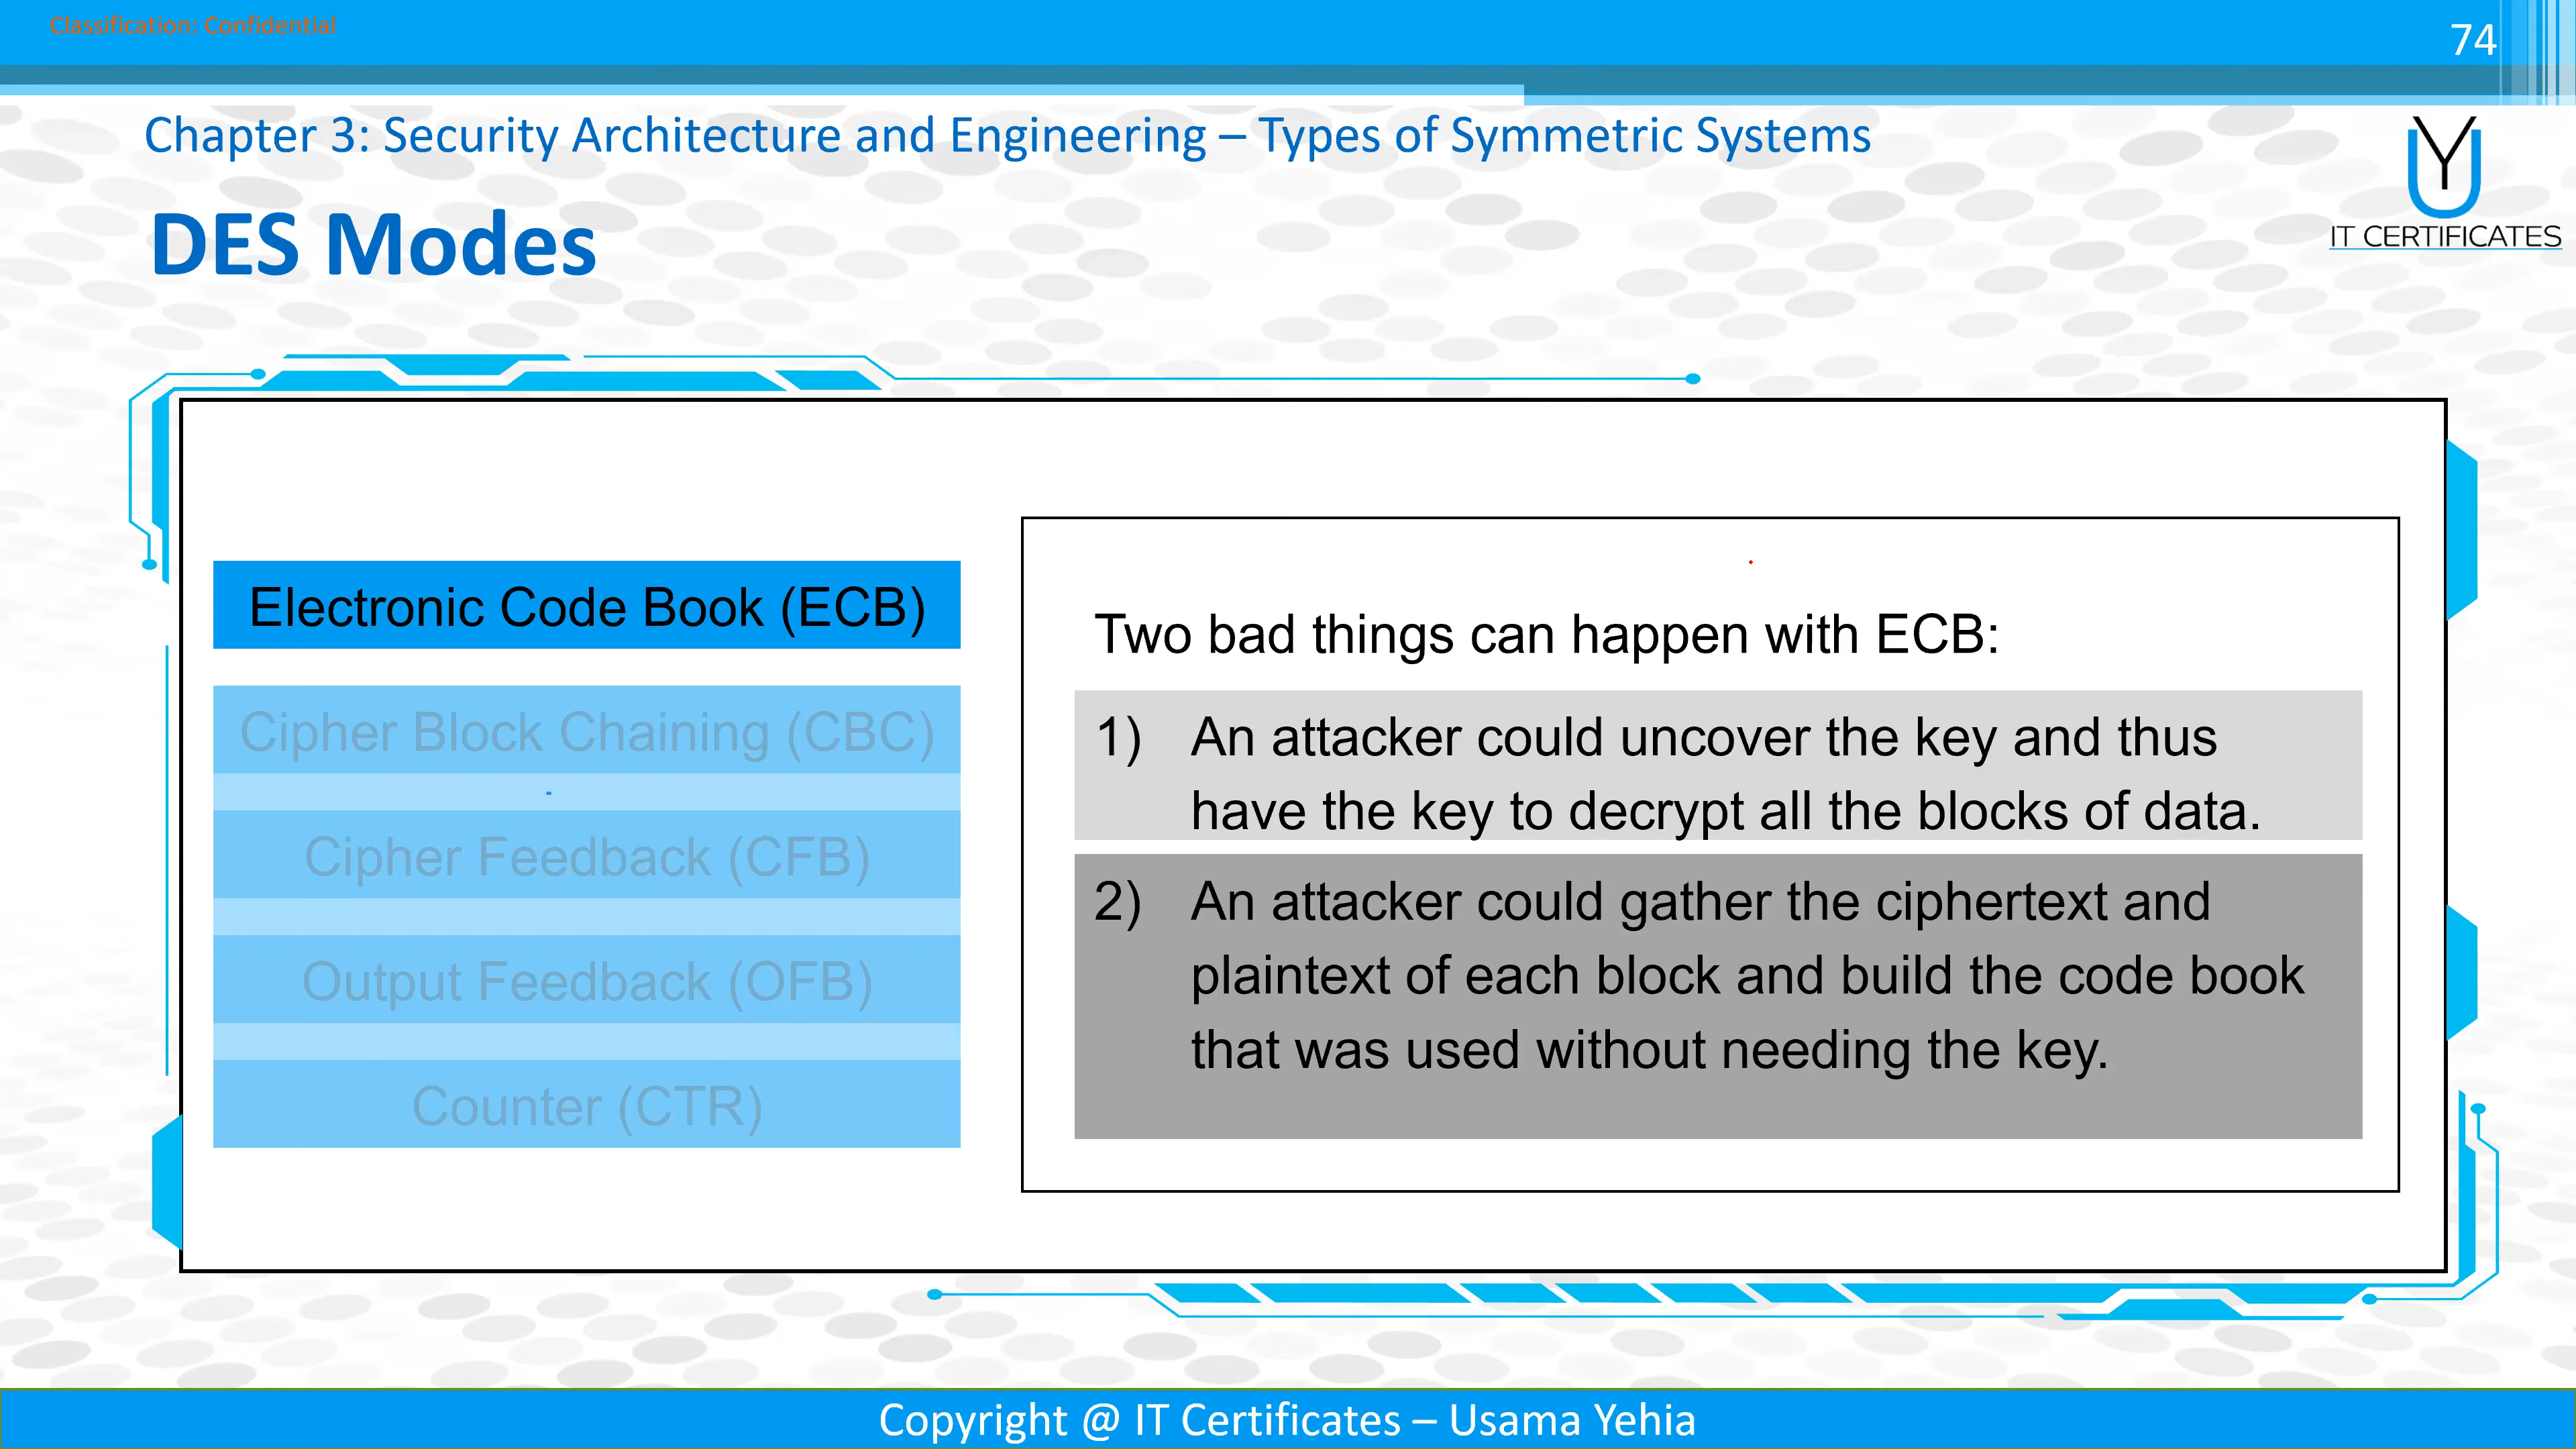 Classification: Confidential
74
Chapter 3: Security Architecture and Engineering – Types of Symmetric Systems
UY
IT CERTIFICATES
DES Modes
Electronic Code Book (ECB)
Cipher Block Chaining (CBC)
Cipher Feedback (CFB)
Output Feedback (OFB)
Counter (CTR)
Two bad things can happen with ECB:
1) An attacker could uncover the key and thus
have the key to decrypt all the blocks of data.
2) An attacker could gather the ciphertext and
plaintext of each block and build the code book
that was used without needing the key.
Copyright @ IT Certificates – Usama Yehia